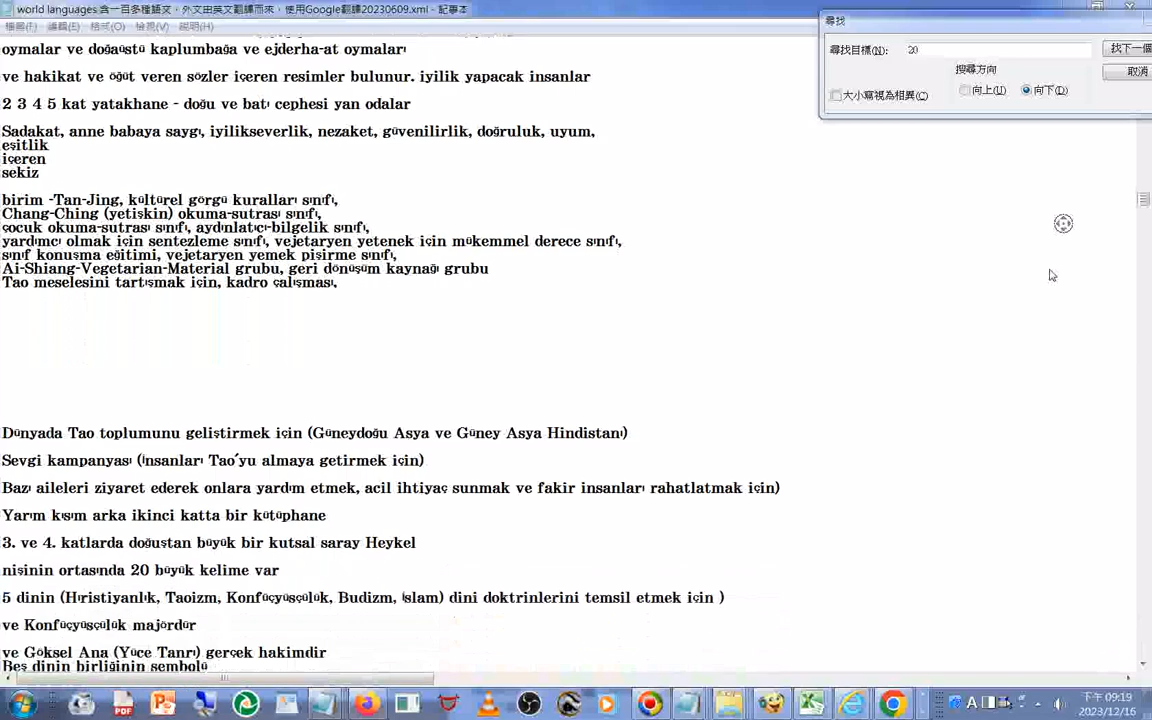 world languages 含一百多種語文，外文由英文翻譯而來，使用Google翻譯20230609.xml - 記事本
檔案(F) 編輯(E) 格式(O) 檢視(V) 說明(H)
尋找
尋找目標(N): 20
找下一個
搜尋方向
取消
大小寫視為相異(C)
向上(U) 向下(D)
oymalar ve doğaüstü kaplumbağa ve ejderha-at oymaları
ve hakikat ve öğüt veren sözler içeren resimler bulunur. iyilik yapacak insanlar
2 3 4 5 kat yatakhane - doğu ve batı cephesi yan odalar
Sadakat, anne babaya saygı, iyilikseverlik, nezaket, güvenilirlik, doğruluk, uyum,
eşitlik
içeren
sekiz
birim -Tan-Jing, kültürel görgü kuralları sınıfı,
Chang-Ching (yetişkin) okuma-sutrası sınıfı,
çocuk okuma-sutrası sınıfı, aydınlatıcı-bilgelik sınıfı,
yardımcı olmak için sentezleme sınıfı, vejetaryen yetenek için mükemmel derece sınıfı,
sınıf konuşma eğitimi, vejetaryen yemek pişirme sınıfı,
Ai-Shiang-Vegetarian-Material grubu, geri dönüşüm kaynağı grubu
Tao meselesini tartışmak için, kadro çalışması,
Dünyada Tao toplumunu geliştirmek için (Güneydoğu Asya ve Güney Asya Hindistanı)
Sevgi kampanyası (İnsanları Tao'yu almaya getirmek için)
Bazı aileleri ziyaret ederek onlara yardım etmek, acil ihtiyaç sunmak ve fakir insanları rahatlatmak için)
Yarım kısım arka ikinci katta bir kütüphane
3. ve 4. katlarda doğuştan büyük bir kutsal saray Heykel
nişinin ortasında 20 büyük kelime var
5 dinin (Hıristiyanlık, Taoizm, Konfüçyüsçülük, Budizm, İslam) dini doktrinlerini temsil etmek için )
ve Konfüçyüsçülük majördür
ve Göksel Ana (Yüce Tanrı) gerçek hakimdir
Beş dinin birliğinin sembolü
下午 09:19
2023/12/16